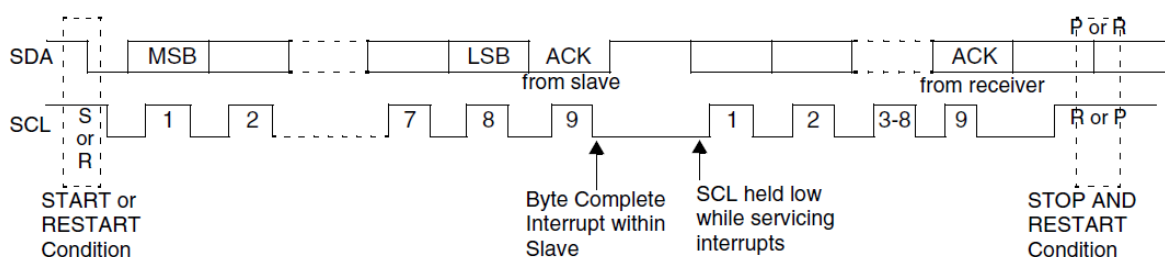 P or R
SDA MSB LSB ACK ACK
from slave from receiver
SCL S or R 1 2 7 8 9 1 2 3-8 9 R or P
START or
RESTART
Condition
Byte Complete
Interrupt within
Slave
SCL held low
while servicing
interrupts
STOP AND
RESTART
Condition